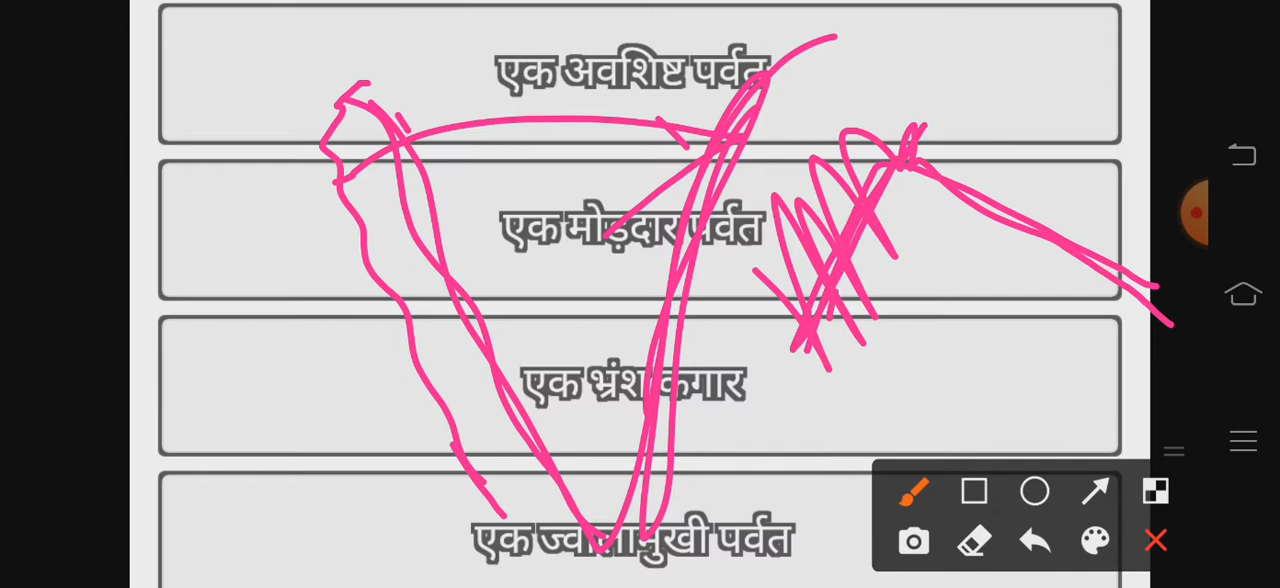 एक अवशिष्ट पर्वत
एक मोड़दार पर्वत
एक भ्रंश कगार
एक ज्वालामुखी पर्वत